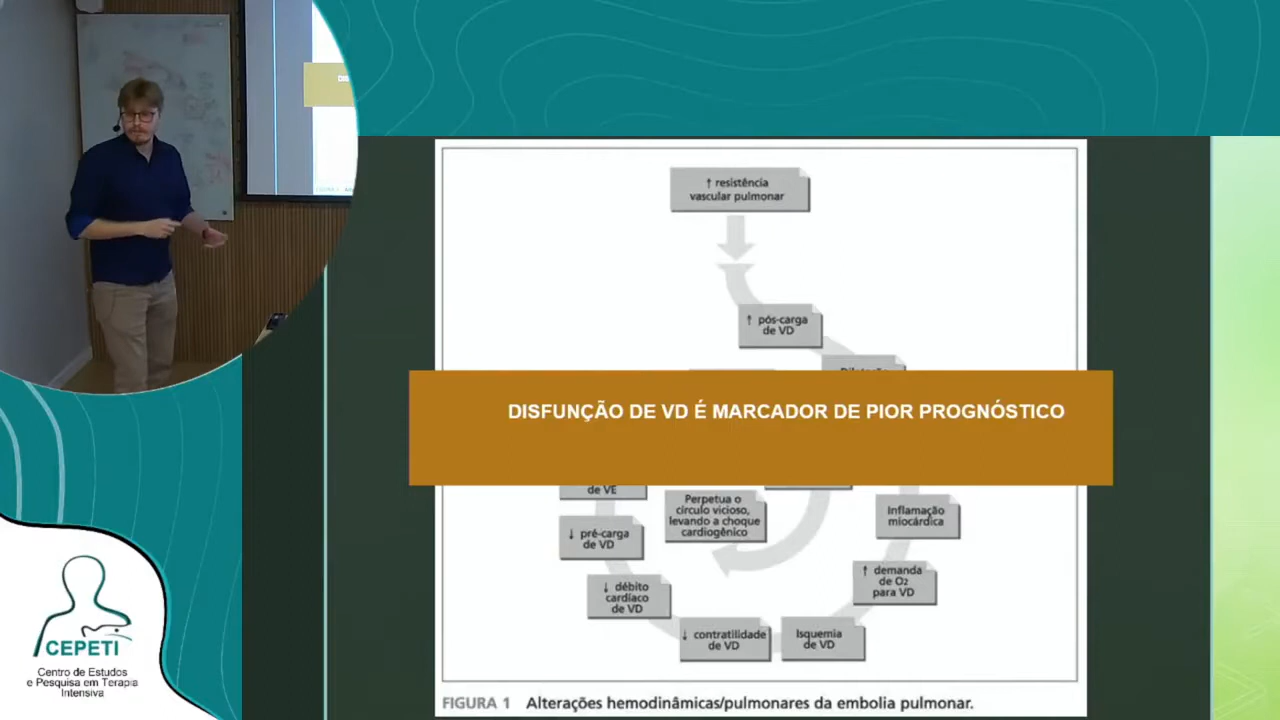 ↑ resistência
vascular pulmonar
↑ pós-carga
de VD
DISFUNÇÃO DE VD É MARCADOR DE PIOR PROGNÓSTICO
de VE
Perpetua o
círculo vicioso,
levando a choque
cardiogênico
Inflamação
miocárdica
↓ pré-carga
de VD
↑ demanda
de O₂
para VD
↓ débito
cardíaco
de VD
↓ contratilidade
de VD
Isquemia
de VD
FIGURA 1 Alterações hemodinâmicas/pulmonares da embolia pulmonar.
CEPETI
Centro de Estudos
e Pesquisa em Terapia
Intensiva